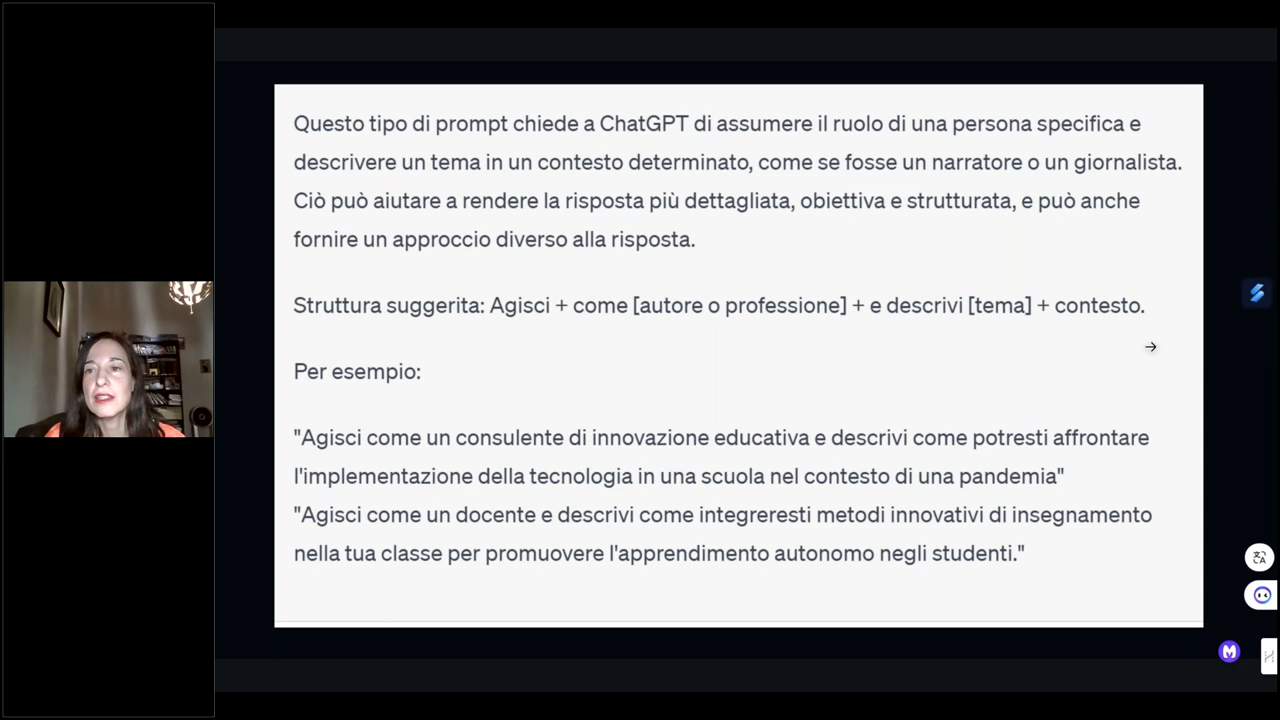 Questo tipo di prompt chiede a ChatGPT di assumere il ruolo di una persona specifica e
descrivere un tema in un contesto determinato, come se fosse un narratore o un giornalista.
Ciò può aiutare a rendere la risposta più dettagliata, obiettiva e strutturata, e può anche
fornire un approccio diverso alla risposta.
Struttura suggerita: Agisci + come [autore o professione] + e descrivi [tema] + contesto.
Per esempio:
"Agisci come un consulente di innovazione educativa e descrivi come potresti affrontare
l'implementazione della tecnologia in una scuola nel contesto di una pandemia"
"Agisci come un docente e descrivi come integreresti metodi innovativi di insegnamento
nella tua classe per promuovere l'apprendimento autonomo negli studenti."